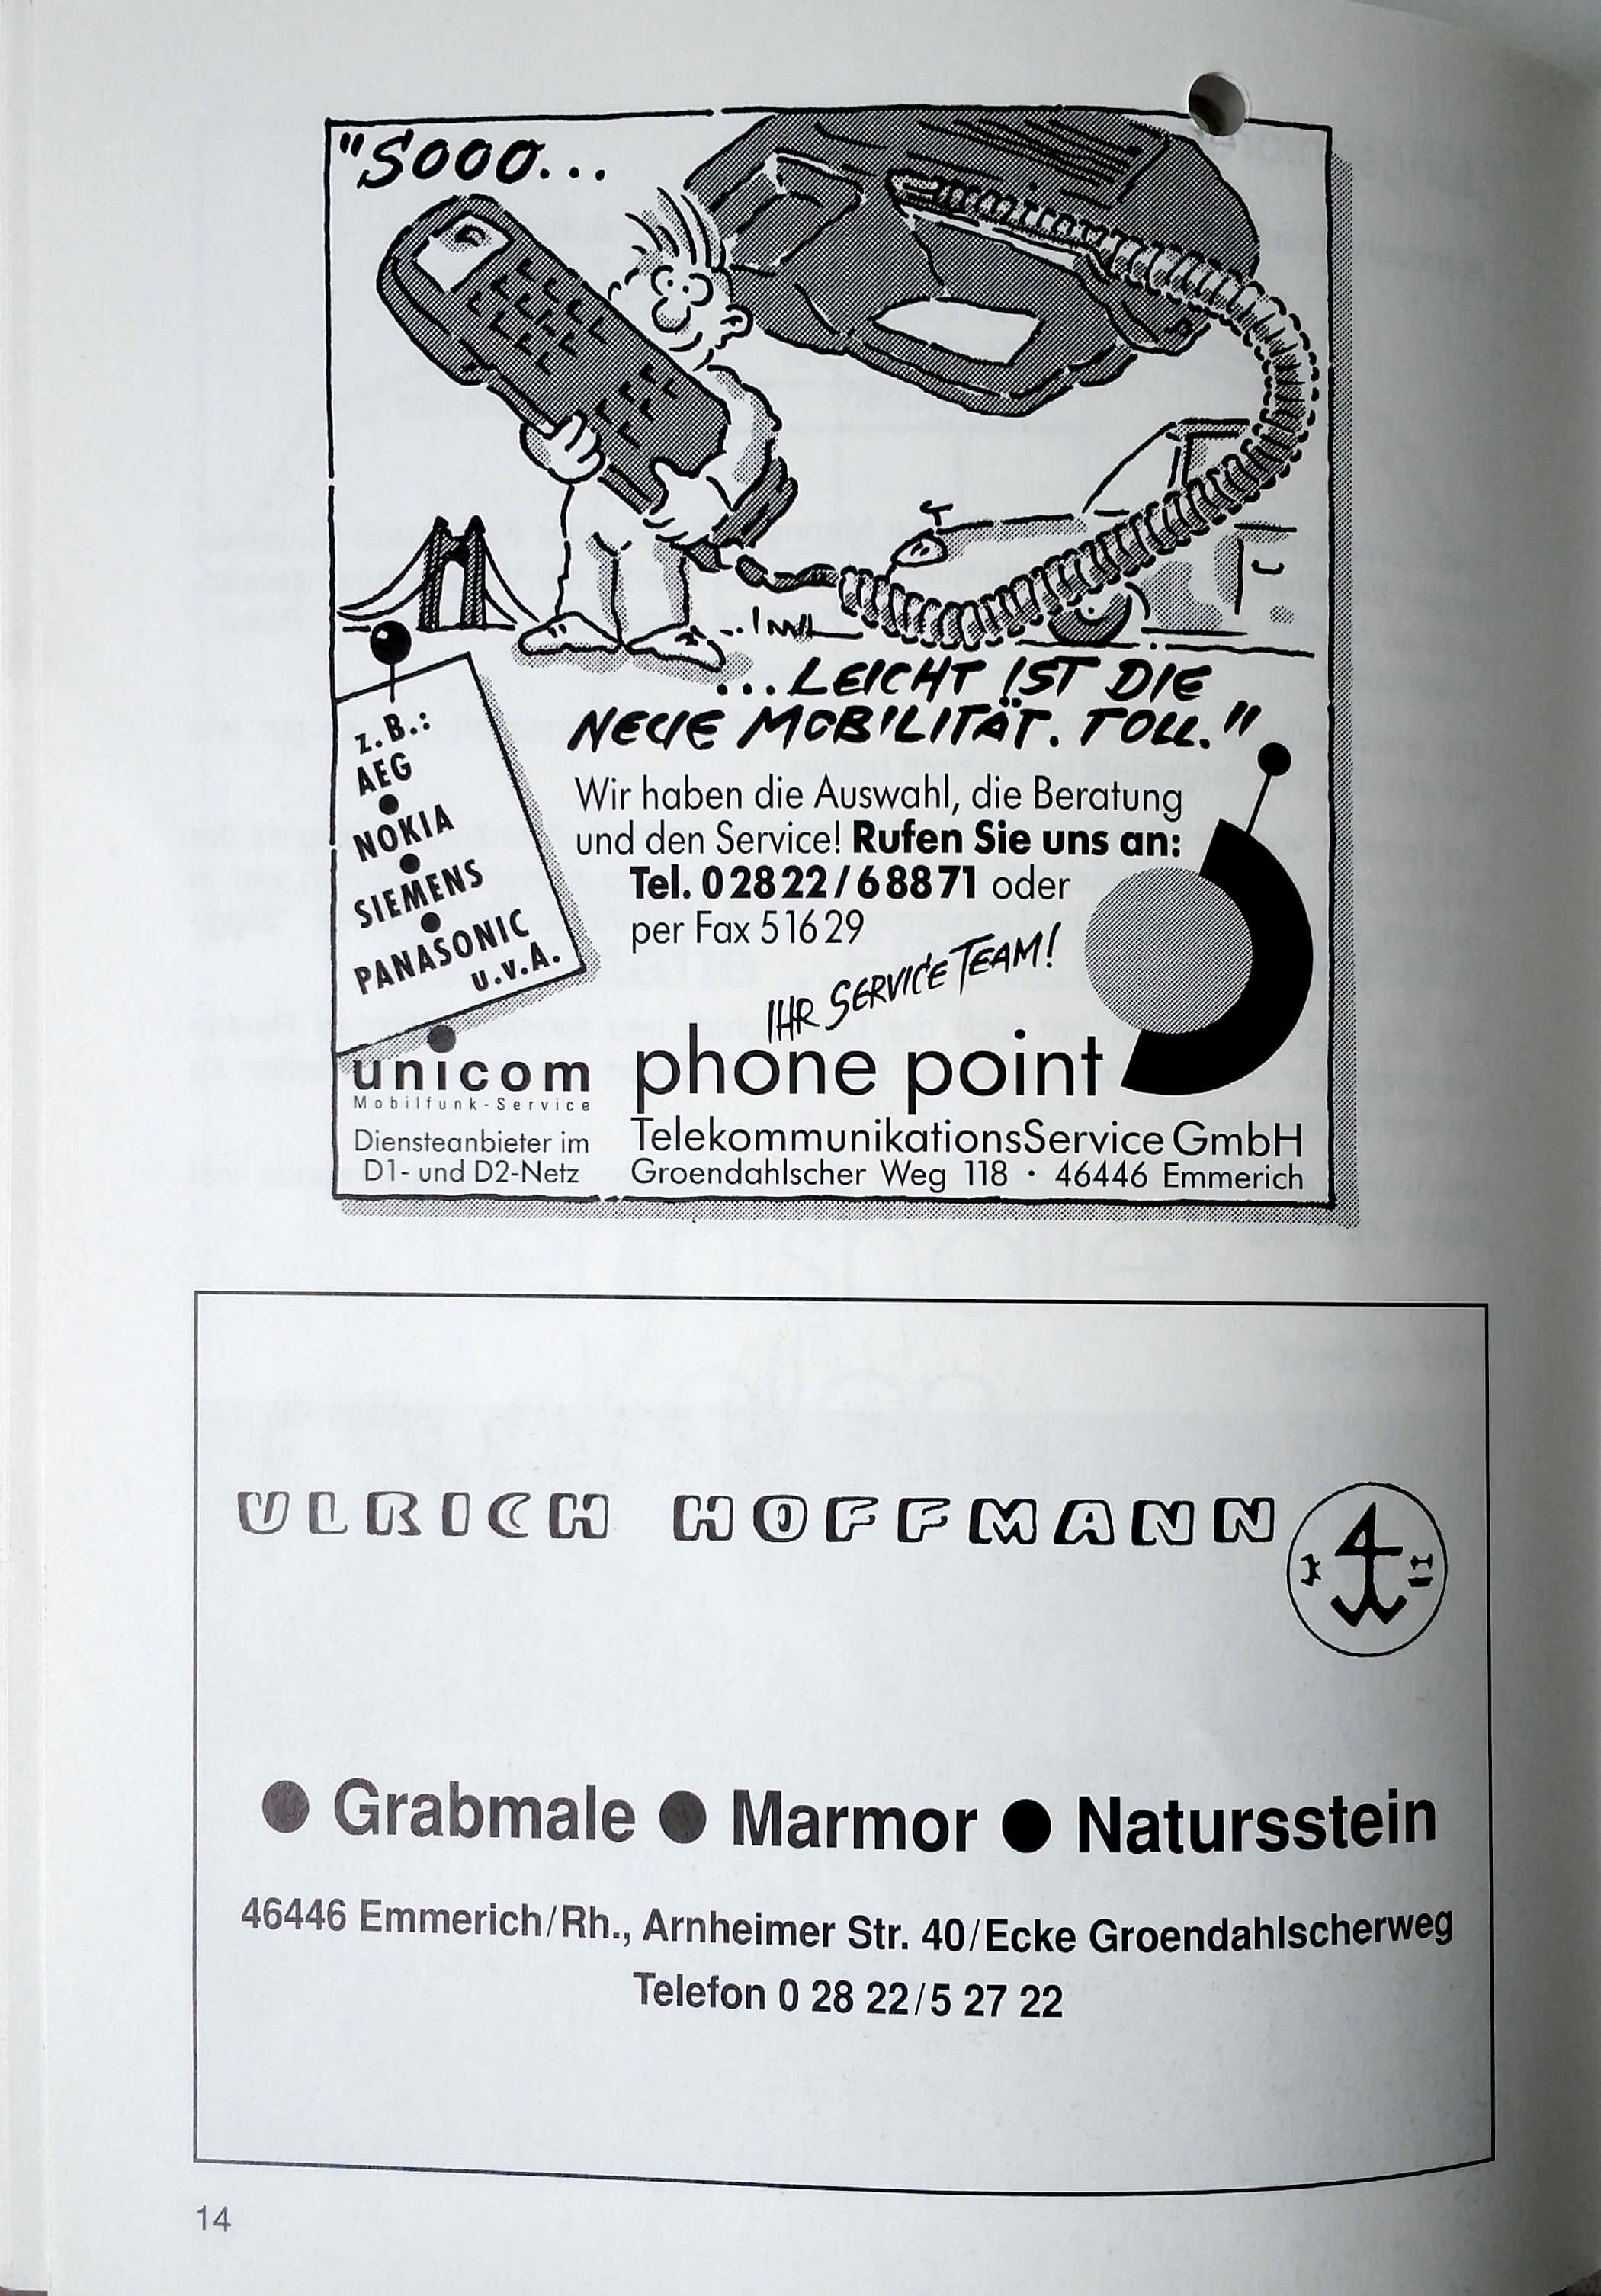 "SOOO...
...LEICHT IST DIE
NEUE MOBILITÄT. TOLL."
z.B.:
AEG
NOKIA
SIEMENS
PANASONIC
u.v.A.
Wir haben die Auswahl, die Beratung
und den Service! Rufen Sie uns an:
Tel. 02822/68871 oder
per Fax 51629
IHR SERVICE TEAM!
unicom
Mobilfunk-Service
Diensteanbieter im
D1- und D2-Netz
phone point
TelekommunikationsService GmbH
Groendahlscher Weg 118 · 46446 Emmerich
ULRICH HOFFMANN
● Grabmale ● Marmor ● Natursstein
46446 Emmerich/Rh., Arnheimer Str. 40/Ecke Groendahlscherweg
Telefon 0 28 22/5 27 22
14